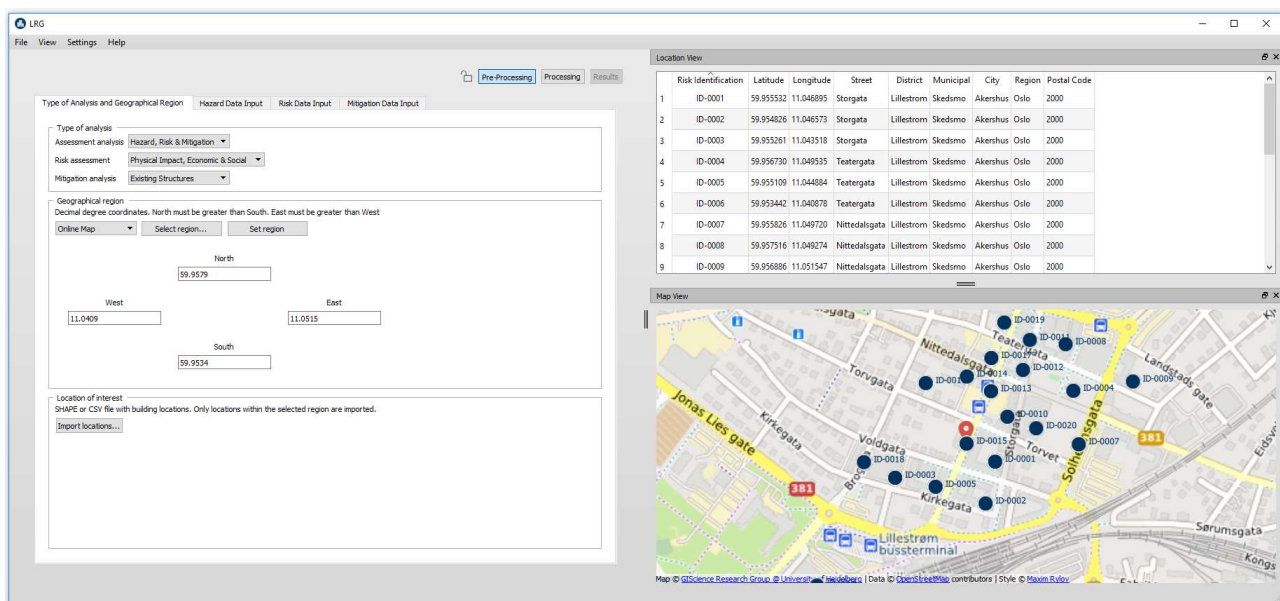 LRG
File View Settings Help
Pre-Processing Processing Results
Type of Analysis and Geographical Region Hazard Data Input Risk Data Input Mitigation Data Input
Type of analysis
Assessment analysis Hazard, Risk & Mitigation
Risk assessment Physical Impact, Economic & Social
Mitigation analysis Existing Structures
Geographical region
Decimal degree coordinates. North must be greater than South. East must be greater than West
Online Map Select region... Set region
North
59.9579
West East
11.0409 11.0515
South
59.9534
Location of interest
SHAPE or CSV file with building locations. Only locations within the selected region are imported.
Import locations...
Location View
Risk Identification Latitude Longitude Street District Municipal City Region Postal Code
1 ID-0001 59.955532 11.046895 Storgata Lillestrom Skedsmo Akershus Oslo 2000
2 ID-0002 59.954826 11.046573 Storgata Lillestrom Skedsmo Akershus Oslo 2000
3 ID-0003 59.955261 11.043518 Storgata Lillestrom Skedsmo Akershus Oslo 2000
4 ID-0004 59.956730 11.049535 Teatergata Lillestrom Skedsmo Akershus Oslo 2000
5 ID-0005 59.955109 11.044884 Teatergata Lillestrom Skedsmo Akershus Oslo 2000
6 ID-0006 59.953442 11.040878 Teatergata Lillestrom Skedsmo Akershus Oslo 2000
7 ID-0007 59.955826 11.049720 Nittedalsgata Lillestrom Skedsmo Akershus Oslo 2000
8 ID-0008 59.957516 11.049274 Nittedalsgata Lillestrom Skedsmo Akershus Oslo 2000
9 ID-0009 59.956886 11.051547 Nittedalsgata Lillestrom Skedsmo Akershus Oslo 2000
Map View
ID-0019
Teatergata
ID-0008
Nittedalsgata
ID-0017
Landstads gate
Torvgata
ID-0014
ID-0012
ID-0009
ID-0013
ID-0004
Jonas Lies gate
Kirkegata
ID-0010
Storgata
ID-0020
Solheimsgata
381
Voldgata
ID-0015
Torvet
ID-0007
ID-0018
ID-0001
ID-0003
381
ID-0005
Kirkegata
ID-0002
Sørumsgata
Lillestrøm
bussterminal
Map © GIScience Research Group @ University of Heidelberg | Data © OpenStreetMap contributors | Style © Maxim Rylov